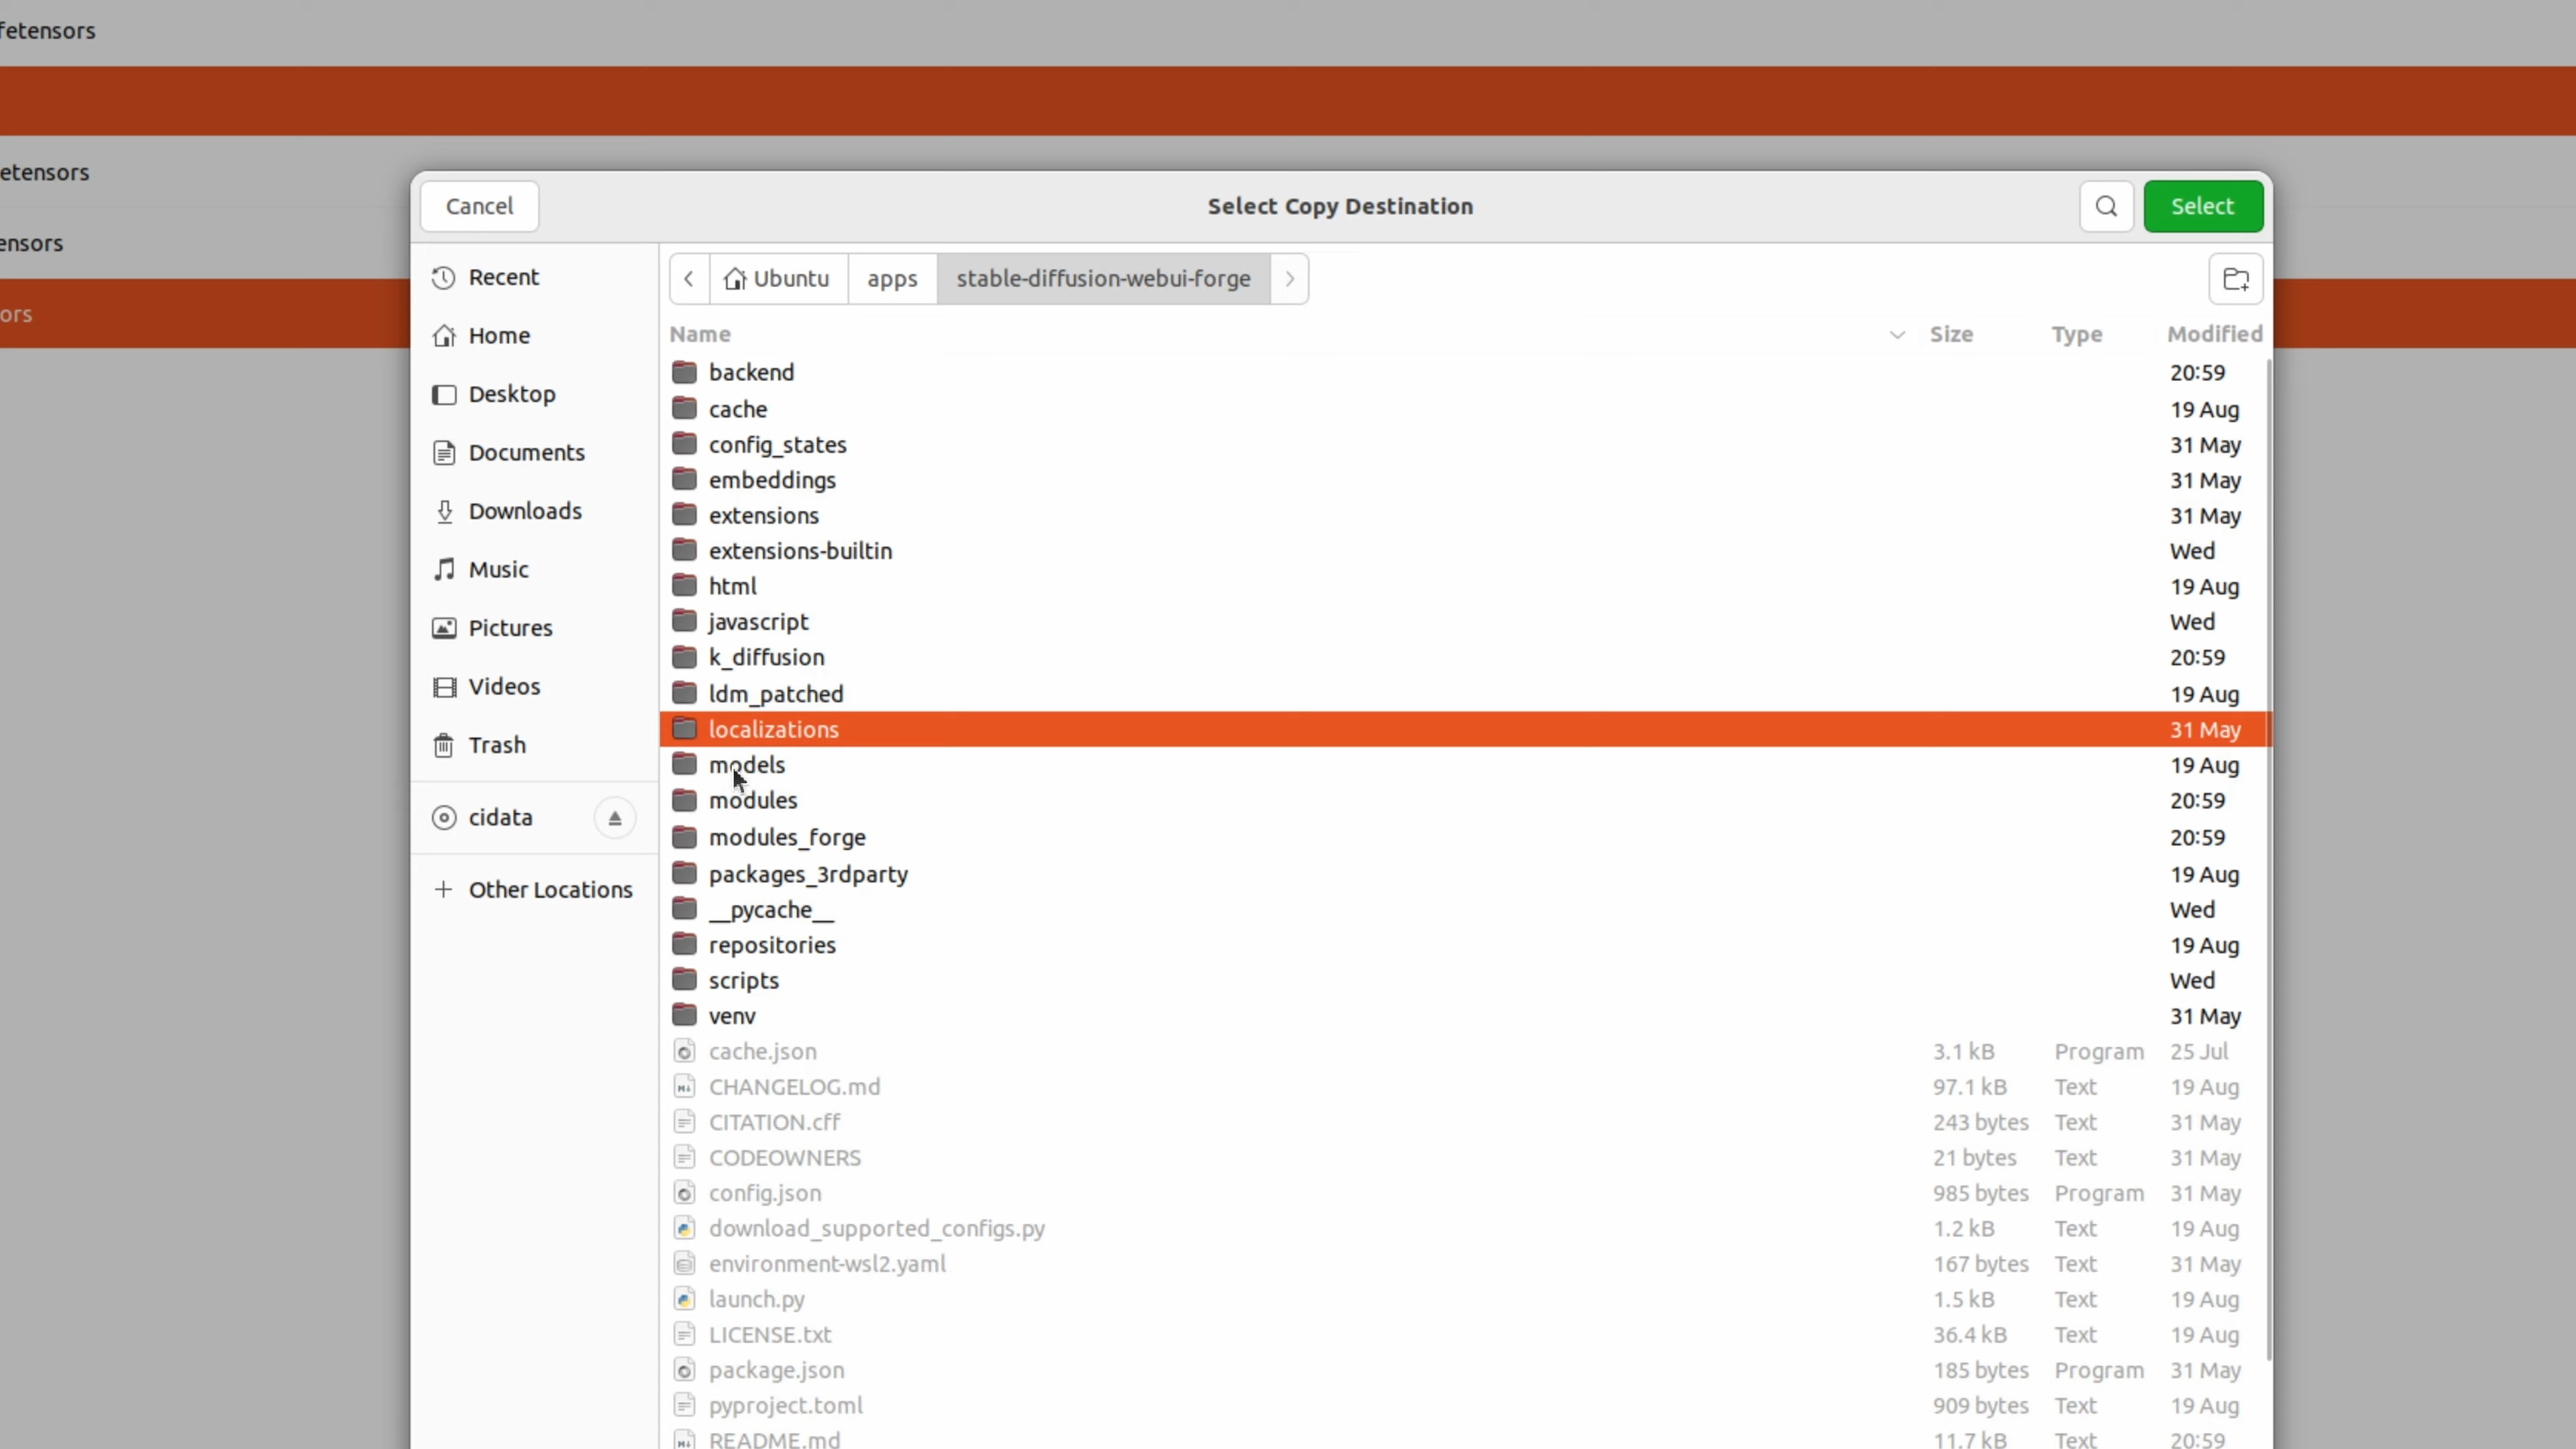 fetensors
etensors
ensors
ors
Cancel
Select Copy Destination
Select
Recent
Home
Desktop
Documents
Downloads
Music
Pictures
Videos
Trash
cidata
Other Locations
Ubuntu apps stable-diffusion-webui-forge
Name Size Type Modified
backend 20:59
cache 19 Aug
config_states 31 May
embeddings 31 May
extensions 31 May
extensions-builtin Wed
html 19 Aug
javascript Wed
k_diffusion 20:59
ldm_patched 19 Aug
localizations 31 May
models 19 Aug
modules 20:59
modules_forge 20:59
packages_3rdparty 19 Aug
__pycache__ Wed
repositories 19 Aug
scripts Wed
venv 31 May
cache.json 3.1 kB Program 25 Jul
CHANGELOG.md 97.1 kB Text 19 Aug
CITATION.cff 243 bytes Text 31 May
CODEOWNERS 21 bytes Text 31 May
config.json 985 bytes Program 31 May
download_supported_configs.py 1.2 kB Text 19 Aug
environment-wsl2.yaml 167 bytes Text 31 May
launch.py 1.5 kB Text 19 Aug
LICENSE.txt 36.4 kB Text 19 Aug
package.json 185 bytes Program 31 May
pyproject.toml 909 bytes Text 19 Aug
README.md 11.7 kB Text 20:59